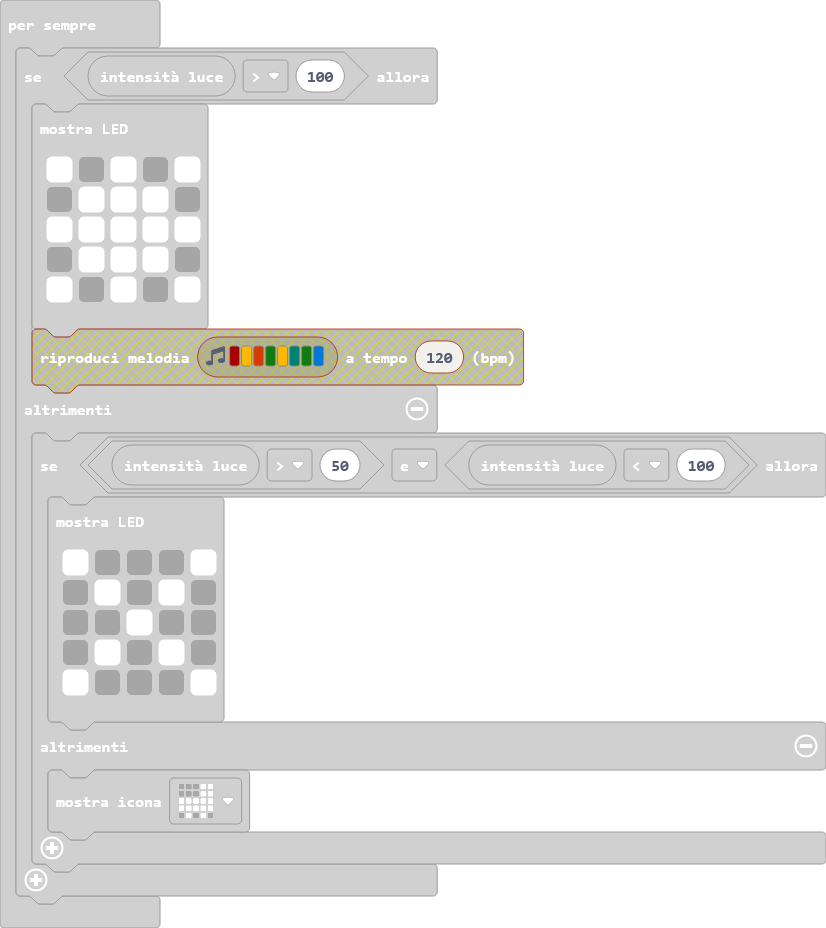 per sempre
se intensità luce > 100 allora
mostra LED
riproduci melodia a tempo 120 (bpm)
altrimenti
se intensità luce > 50 e intensità luce < 100 allora
mostra LED
altrimenti
mostra icona